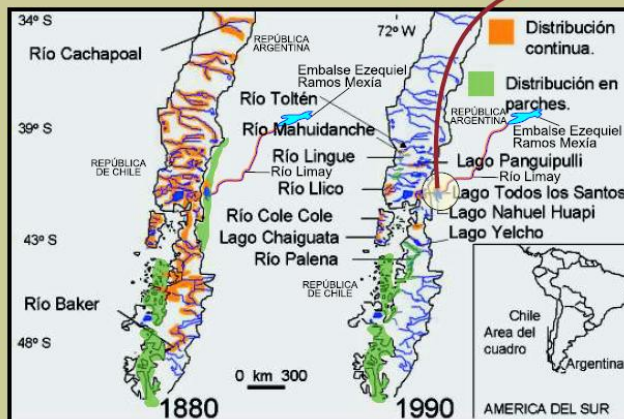 34° S
Río Cachapoal
REPÚBLICA
ARGENTINA
39° S
REPÚBLICA
DE CHILE
43° S
Río Baker
48° S
1880
0 km 300
72° W
Embalse Ezequiel
Ramos Mexía
Río Toltén
Río Mahuidanche
Río Lingue
Río Limay
Río Llico
Río Cole Cole
Lago Chaiguata
Río Palena
REPÚBLICA
DE CHILE
1990
Distribución
continua.
Distribución en
parches.
REPÚBLICA
ARGENTINA
Embalse Ezequiel
Ramos Mexía
Lago Panguipulli
Río Limay
Lago Todos los Santos
Lago Nahuel Huapi
Lago Yelcho
Chile
Area del
cuadro
Argentina
AMERICA DEL SUR